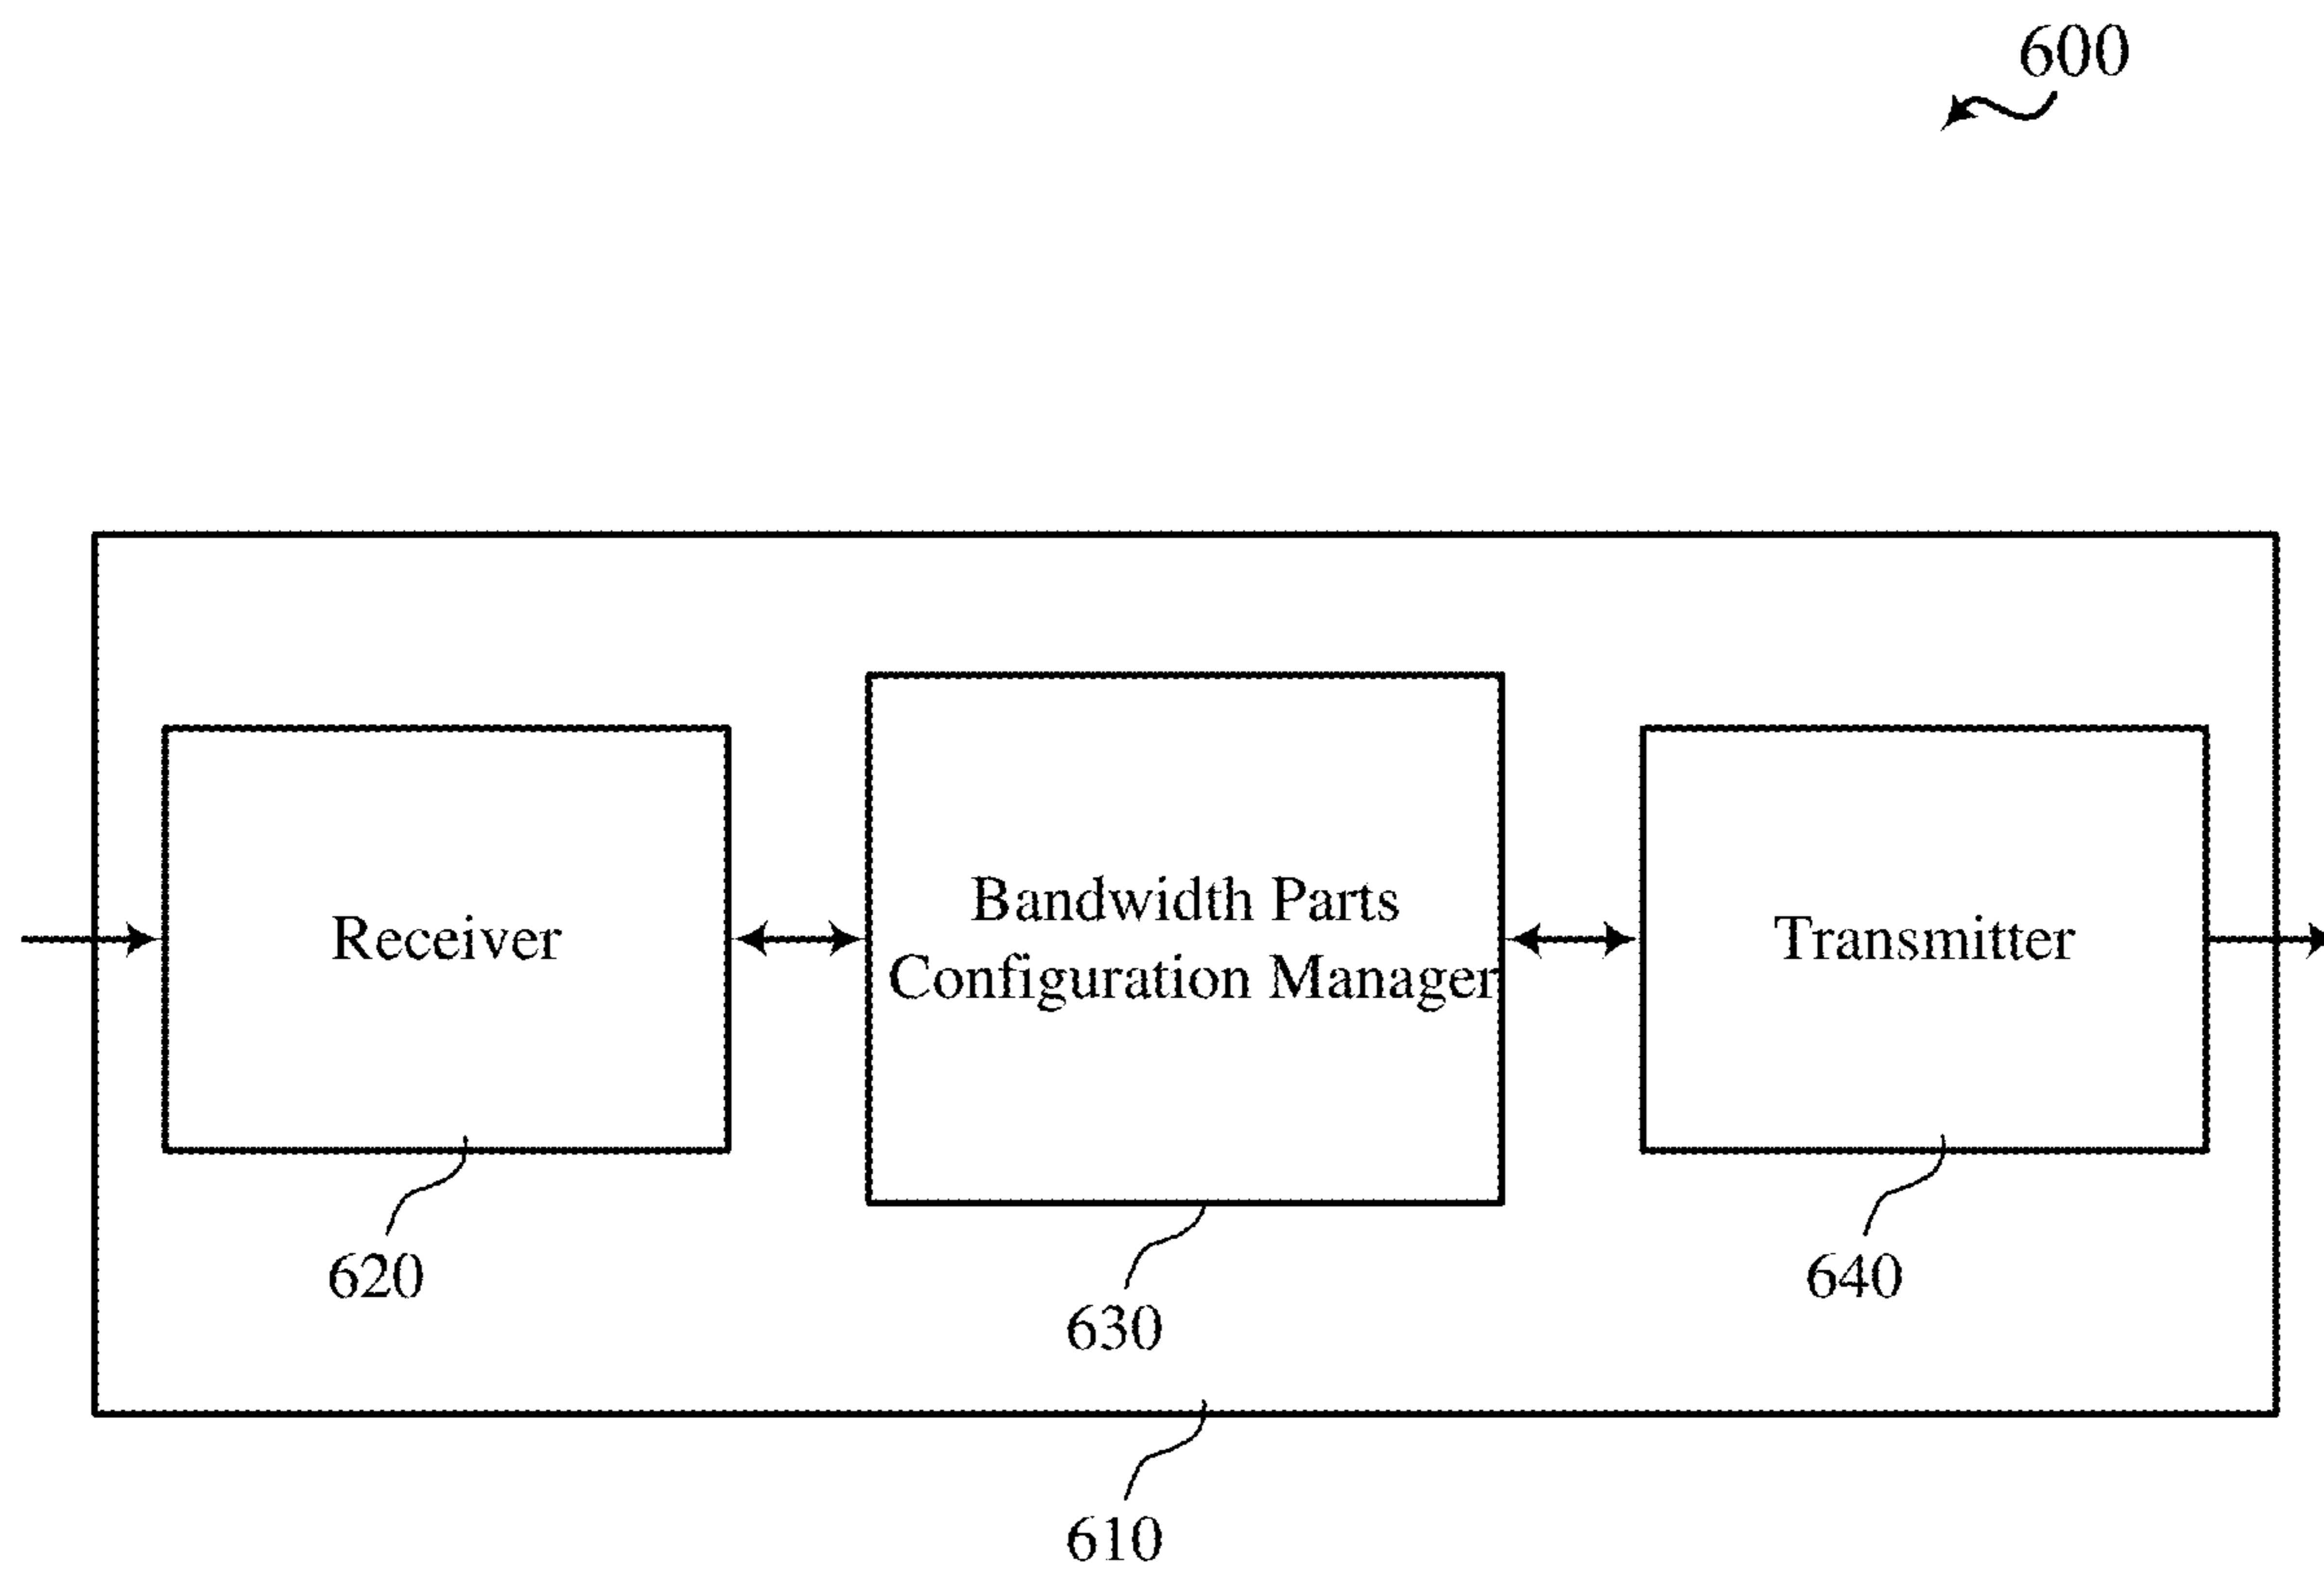 600
Receiver
Bandwidth Parts
Configuration Manager
Transmitter
620
630
640
610